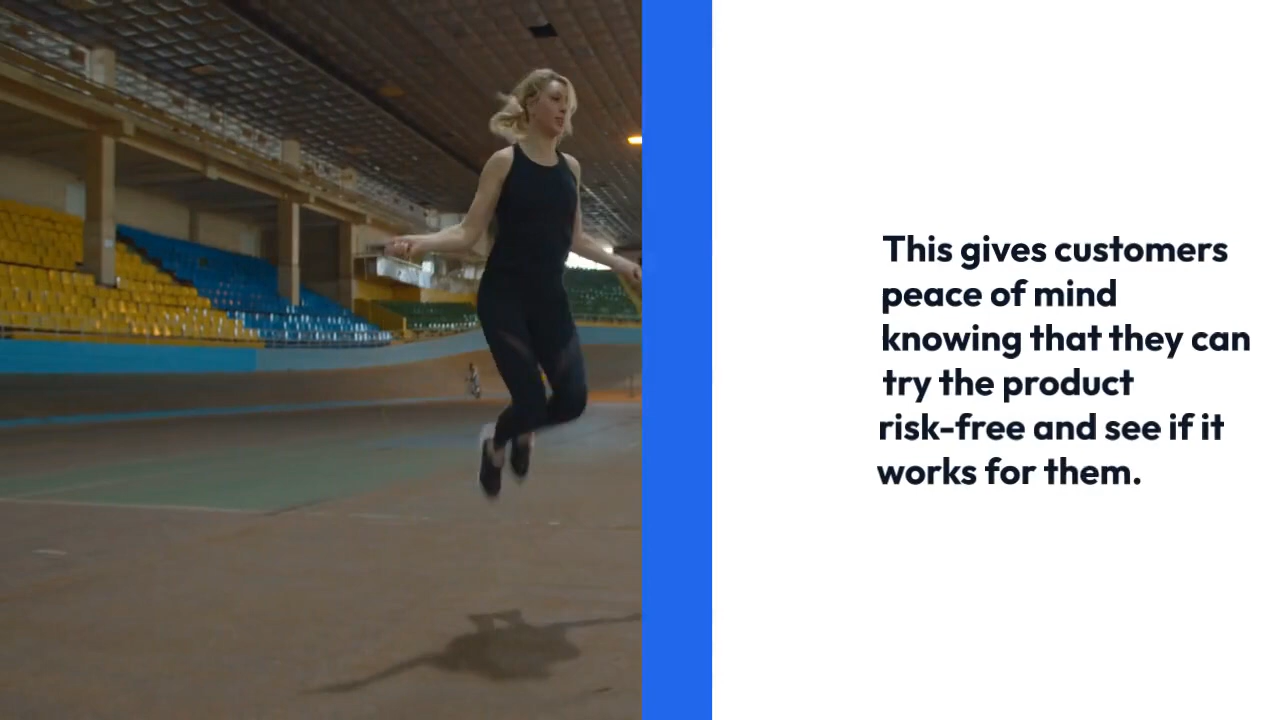 This gives customers
peace of mind
knowing that they can
try the product
risk-free and see if it
works for them.